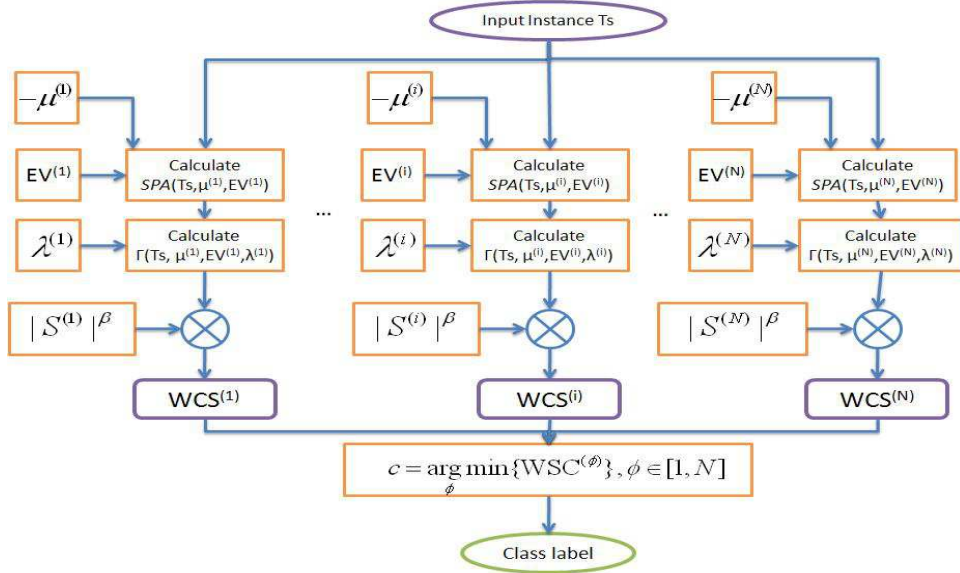 Input Instance Ts
−μ⁽¹⁾
−μ⁽ⁱ⁾
−μ⁽ᴺ⁾
EV⁽¹⁾
Calculate
SPA(Ts,μ⁽¹⁾,EV⁽¹⁾)
EV⁽ⁱ⁾
Calculate
SPA(Ts,μ⁽ⁱ⁾,EV⁽ⁱ⁾)
EV⁽ᴺ⁾
Calculate
SPA(Ts,μ⁽ᴺ⁾,EV⁽ᴺ⁾)
...
...
λ⁽¹⁾
Calculate
Γ(Ts, μ⁽¹⁾,EV⁽¹⁾,λ⁽¹⁾)
λ⁽ⁱ⁾
Calculate
Γ(Ts, μ⁽ⁱ⁾,EV⁽ⁱ⁾,λ⁽ⁱ⁾)
λ⁽ᴺ⁾
Calculate
Γ(Ts, μ⁽ᴺ⁾,EV⁽ᴺ⁾,λ⁽ᴺ⁾)
| S⁽¹⁾ |ᵝ
| S⁽ⁱ⁾ |ᵝ
| S⁽ᴺ⁾ |ᵝ
WCS⁽¹⁾
WCS⁽ⁱ⁾
WCS⁽ᴺ⁾
c = arg min{WSC⁽ᶲ⁾}, ϕ ∈ [1, N]
ϕ
Class label